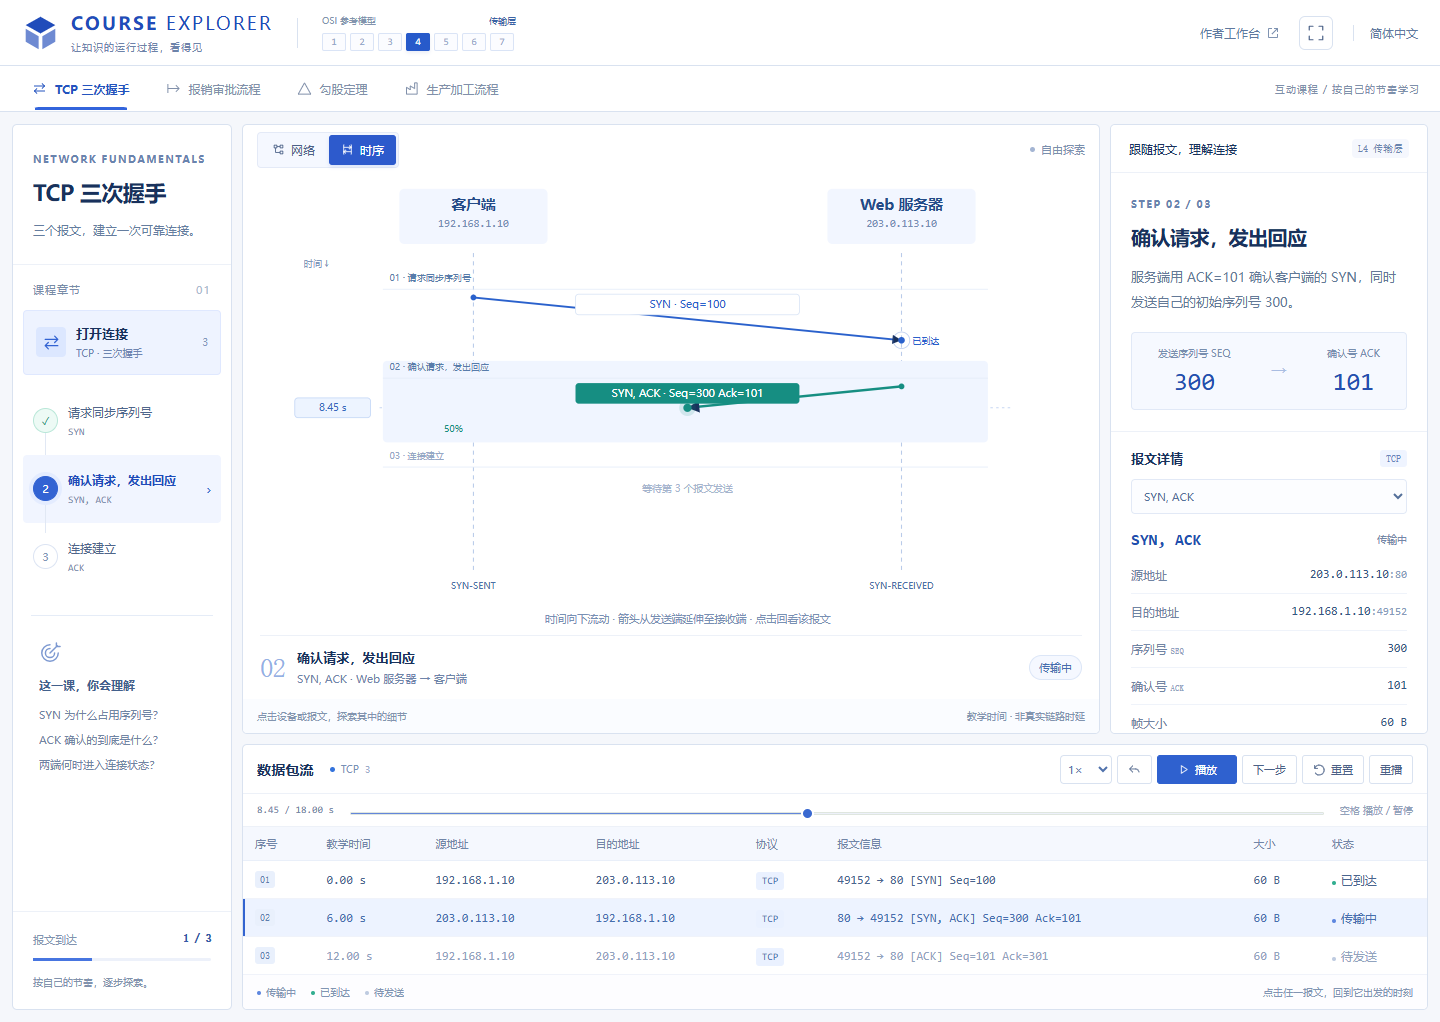 COURSE EXPLORER
让知识的运行过程，看得见
OSI 参考模型 传输层
1 2 3 4 5 6 7
作者工作台
简体中文
TCP 三次握手
报销审批流程
勾股定理
生产加工流程
互动课程 / 按自己的节奏学习
NETWORK FUNDAMENTALS
TCP 三次握手
三个报文，建立一次可靠连接。
课程章节 01
打开连接
TCP · 三次握手
3
请求同步序列号
SYN
2
确认请求，发出回应
SYN, ACK
3
连接建立
ACK
这一课，你会理解
SYN 为什么占用序列号？
ACK 确认的到底是什么？
两端何时进入连接状态？
报文到达 1 / 3
按自己的节奏，逐步探索。
网络
时序
自由探索
客户端
192.168.1.10
Web 服务器
203.0.113.10
时间↓
01 · 请求同步序列号
SYN · Seq=100
已到达
02 · 确认请求，发出回应
SYN, ACK · Seq=300 Ack=101
8.45 s
50%
03 · 连接建立
等待第 3 个报文发送
SYN-SENT
SYN-RECEIVED
时间向下流动 · 箭头从发送端延伸至接收端 · 点击回看该报文
02
确认请求，发出回应
SYN, ACK · Web 服务器 → 客户端
传输中
点击设备或报文，探索其中的细节
教学时间 · 非真实链路时延
跟随报文，理解连接
L4 传输层
STEP 02 / 03
确认请求，发出回应
服务端用 ACK=101 确认客户端的 SYN，同时
发送自己的初始序列号 300。
发送序列号 SEQ
300
→
确认号 ACK
101
报文详情 TCP
SYN, ACK
SYN, ACK 传输中
源地址 203.0.113.10:80
目的地址 192.168.1.10:49152
序列号 SEQ 300
确认号 ACK 101
帧大小 60 B
数据包流 TCP 3
1×
播放
下一步
重置
重播
8.45 / 18.00 s
空格 播放 / 暂停
序号 教学时间 源地址 目的地址 协议 报文信息 大小 状态
01 0.00 s 192.168.1.10 203.0.113.10 TCP 49152 → 80 [SYN] Seq=100 60 B 已到达
02 6.00 s 203.0.113.10 192.168.1.10 TCP 80 → 49152 [SYN, ACK] Seq=300 Ack=101 60 B 传输中
03 12.00 s 192.168.1.10 203.0.113.10 TCP 49152 → 80 [ACK] Seq=101 Ack=301 60 B 待发送
传输中 已到达 待发送
点击任一报文，回到它出发的时刻